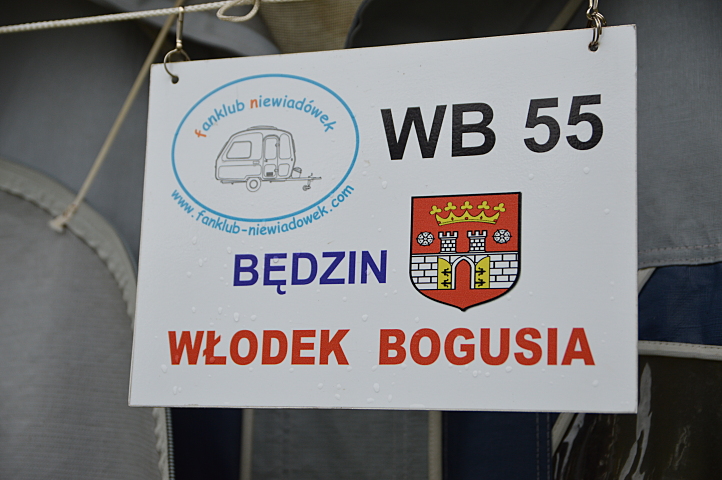 fanklub niewiadówek
www.fanklub-niewiadowek.com
WB 55
BĘDZIN
WŁODEK BOGUSIA